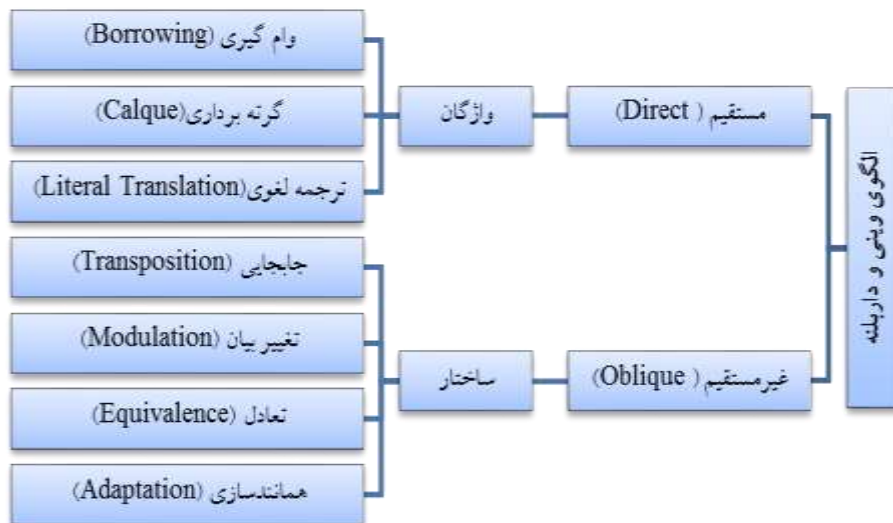 الگوی وینی و داربلنه
مستقیم ( Direct)
واژگان
وام گیری (Borrowing)
گرته برداری(Calque)
ترجمه لغوی(Literal Translation)
غیرمستقیم ( Oblique)
ساختار
جابجایی (Transposition)
تغییر بیان (Modulation)
تعادل (Equivalence)
همانندسازی (Adaptation)